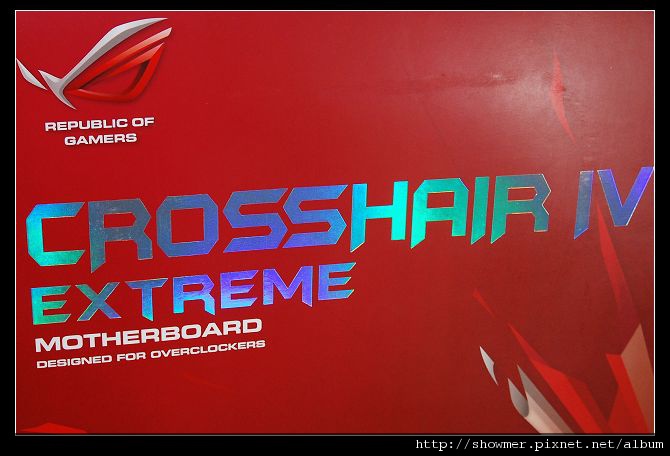 REPUBLIC OF
GAMERS
CROSSHAIR IV
EXTREME
MOTHERBOARD
DESIGNED FOR OVERCLOCKERS
http://showmer.pixnet.net/album